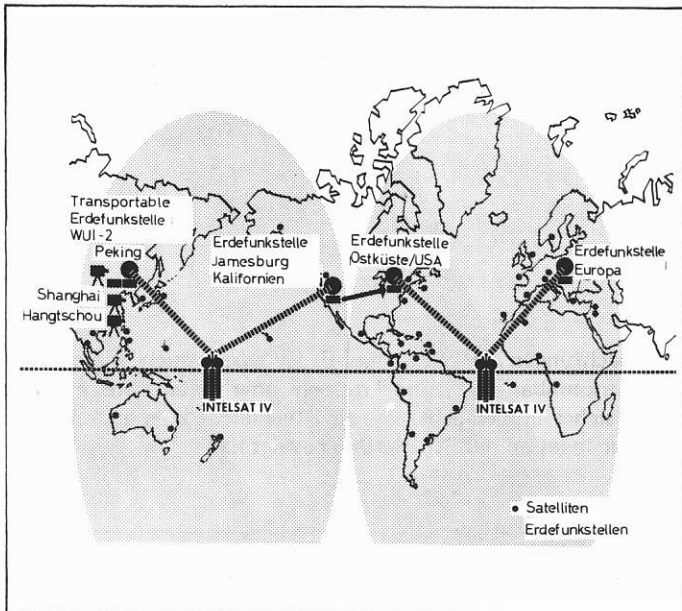 Transportable
Erdefunkstelle
WUI-2
Peking
Shanghai
Hangtschou
Erdefunkstelle
Jamesburg
Kalifornien
Erdefunkstelle
Ostküste/USA
Erdefunkstelle
Europa
INTELSAT IV
INTELSAT IV
• Satelliten
Erdefunkstellen